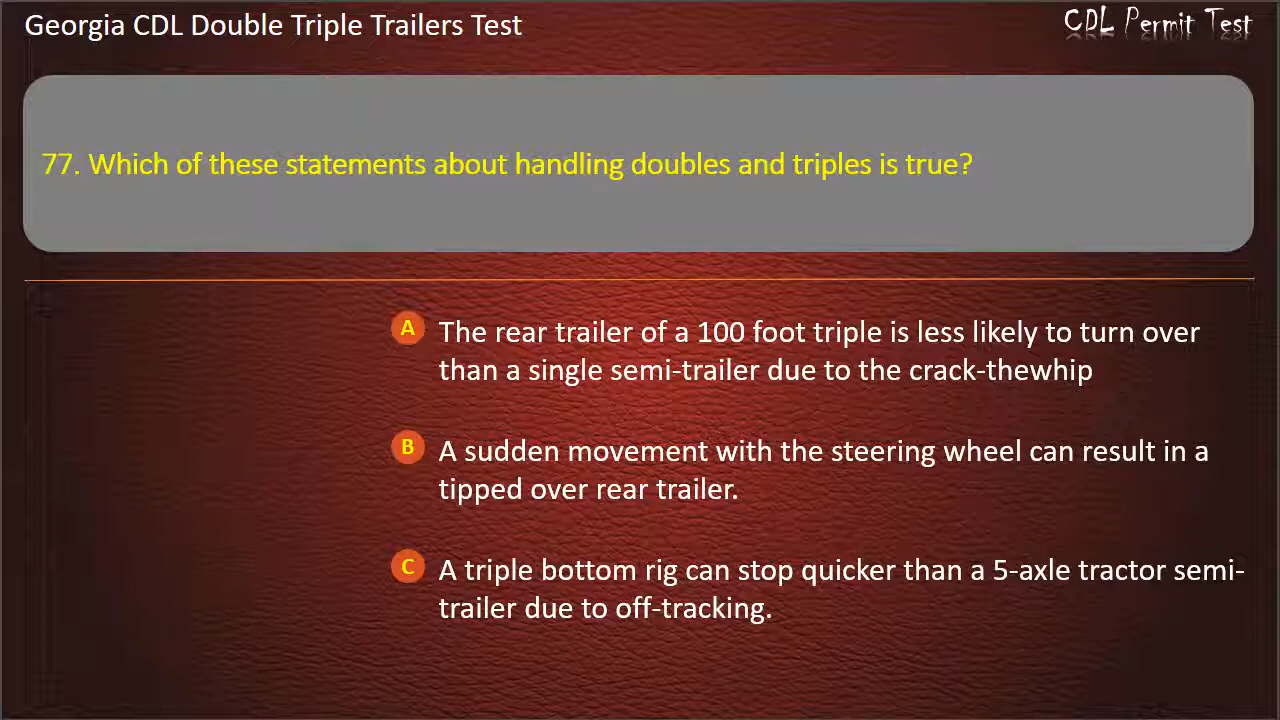 Georgia CDL Double Triple Trailers Test
CDL Permit Test
77. Which of these statements about handling doubles and triples is true?
A The rear trailer of a 100 foot triple is less likely to turn over
than a single semi-trailer due to the crack-thewhip
B A sudden movement with the steering wheel can result in a
tipped over rear trailer.
C A triple bottom rig can stop quicker than a 5-axle tractor semi-
trailer due to off-tracking.